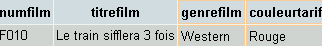 numfilm titrefilm genrefilm couleurtarif
F010 Le train sifflera 3 fois Western Rouge